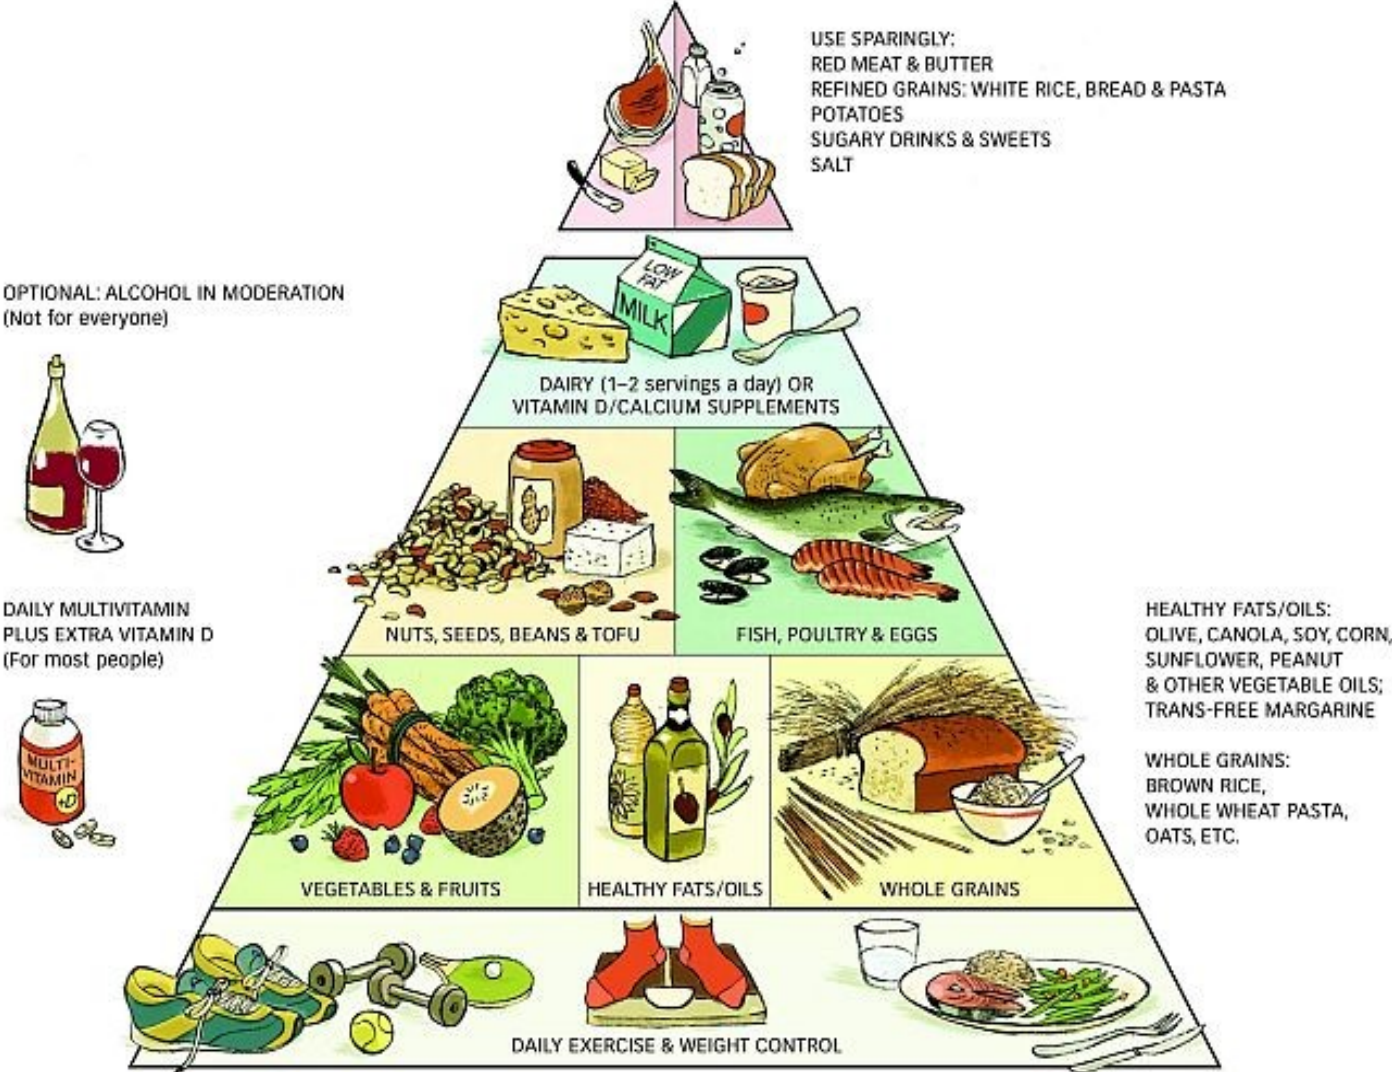 USE SPARINGLY:
RED MEAT & BUTTER
REFINED GRAINS: WHITE RICE, BREAD & PASTA
POTATOES
SUGARY DRINKS & SWEETS
SALT
OPTIONAL: ALCOHOL IN MODERATION
(Not for everyone)
LOW
FAT
MILK
DAIRY (1–2 servings a day) OR
VITAMIN D/CALCIUM SUPPLEMENTS
NUTS, SEEDS, BEANS & TOFU
FISH, POULTRY & EGGS
DAILY MULTIVITAMIN
PLUS EXTRA VITAMIN D
(For most people)
MULTI-
VITAMIN
+D
HEALTHY FATS/OILS:
OLIVE, CANOLA, SOY, CORN,
SUNFLOWER, PEANUT
& OTHER VEGETABLE OILS;
TRANS-FREE MARGARINE
WHOLE GRAINS:
BROWN RICE,
WHOLE WHEAT PASTA,
OATS, ETC.
VEGETABLES & FRUITS
HEALTHY FATS/OILS
WHOLE GRAINS
DAILY EXERCISE & WEIGHT CONTROL